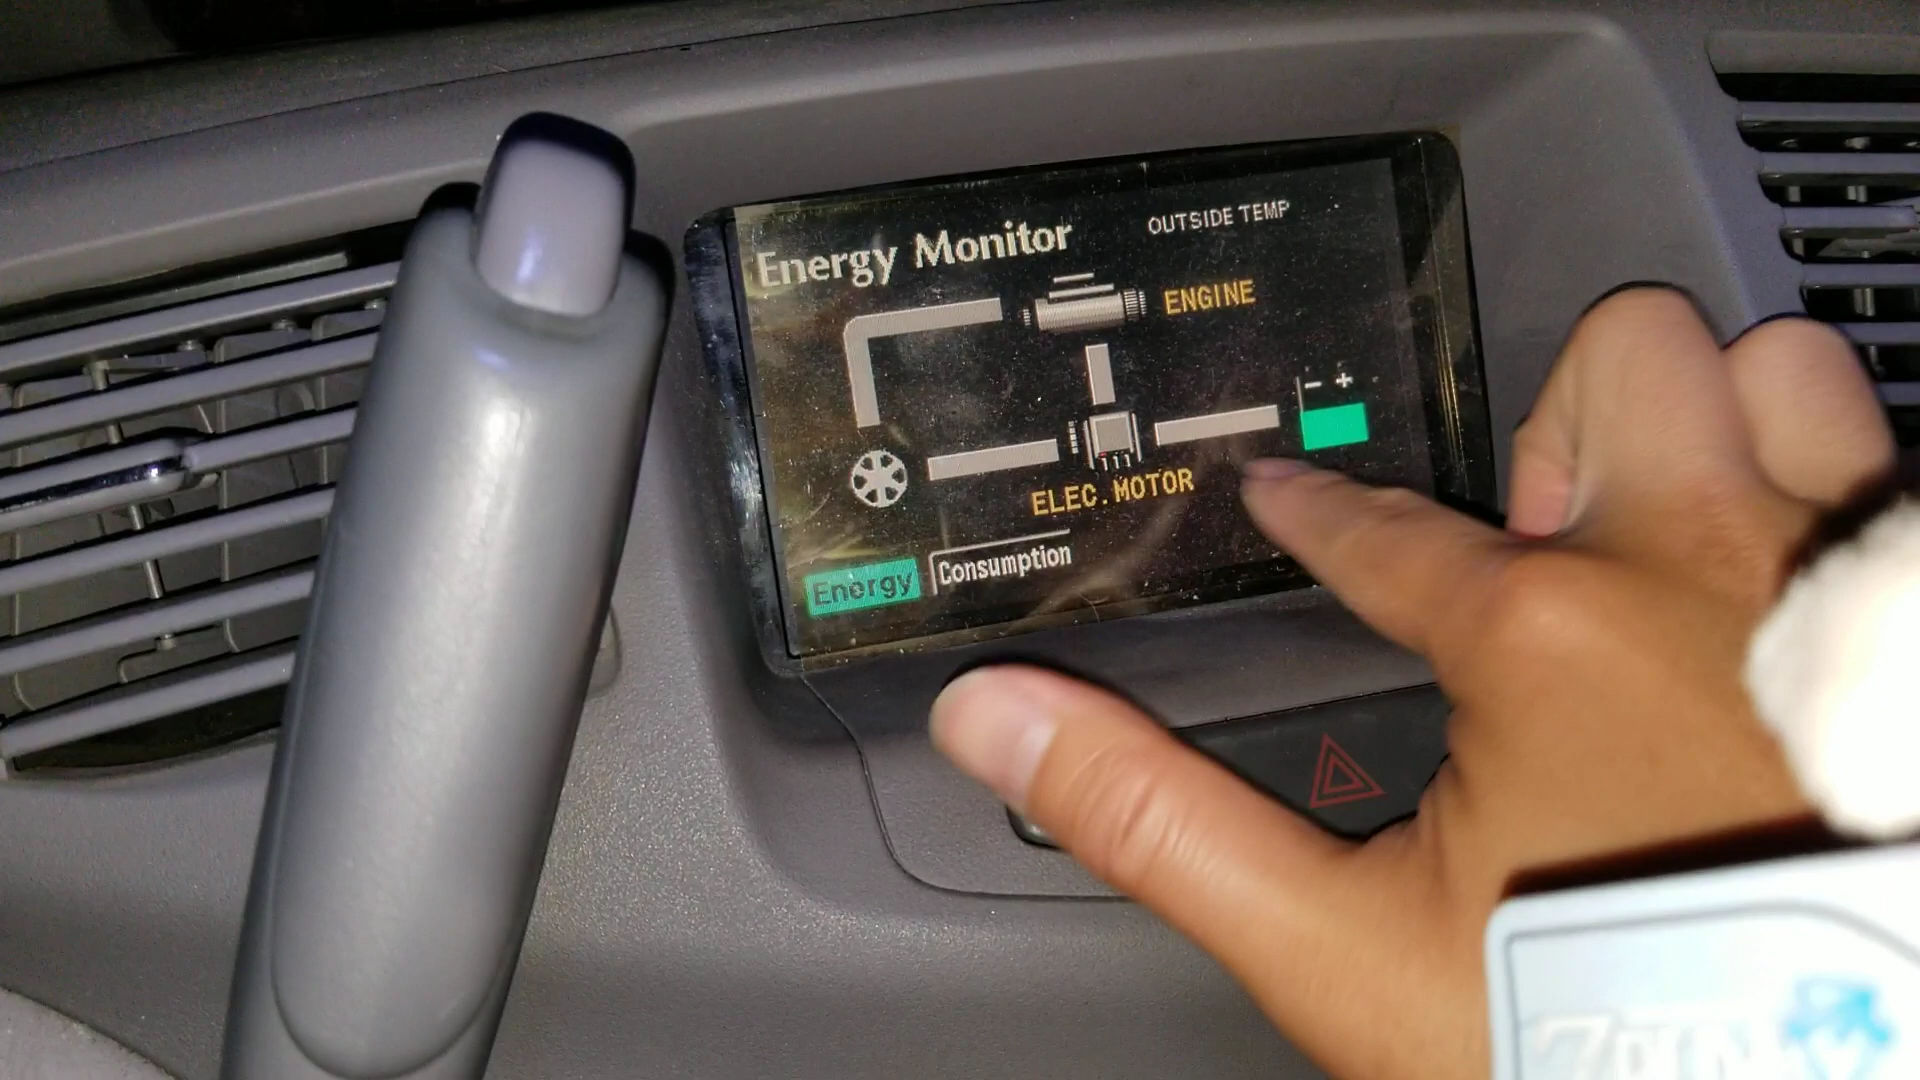 OUTSIDE TEMP
Energy Monitor
ENGINE
- +
ELEC.MOTOR
Energy
Consumption